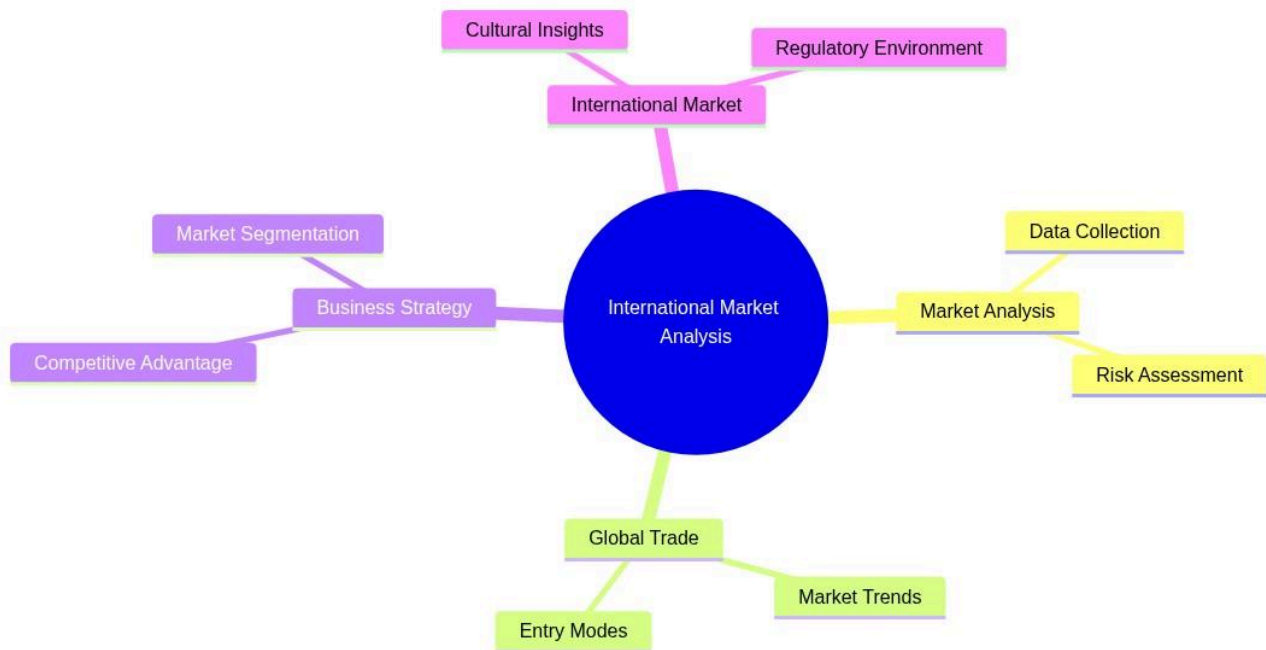 Cultural Insights
Regulatory Environment
International Market
Market Segmentation
Data Collection
Business Strategy
International Market
Analysis
Market Analysis
Competitive Advantage
Risk Assessment
Global Trade
Market Trends
Entry Modes